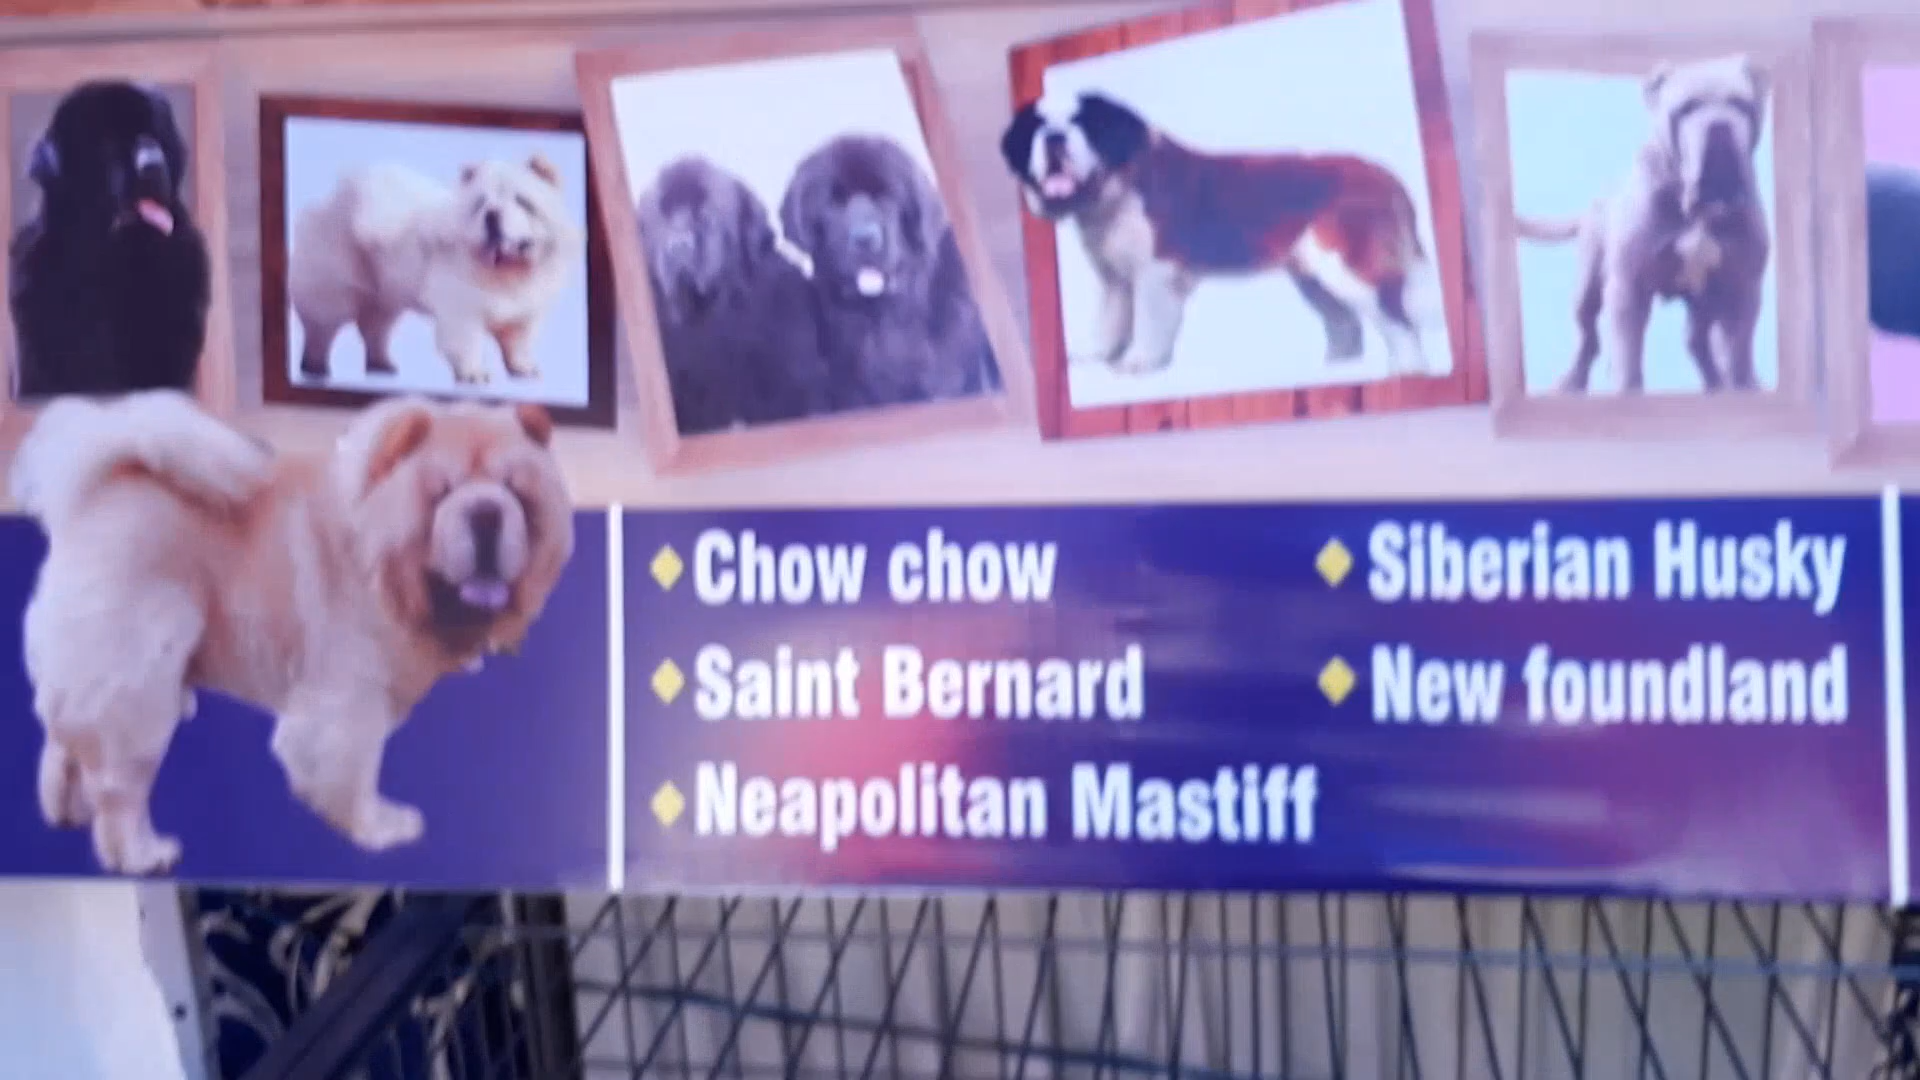 Chow chow
Saint Bernard
Neapolitan Mastiff
Siberian Husky
New foundland